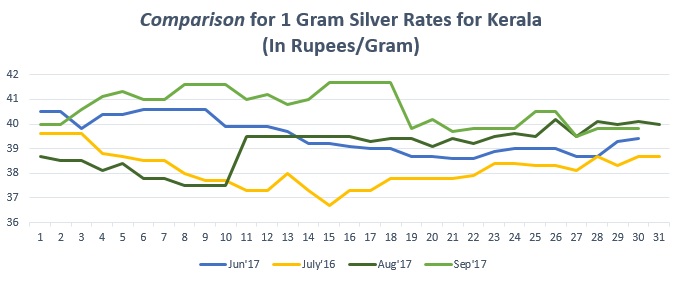 Comparison for 1 Gram Silver Rates for Kerala
(In Rupees/Gram)
42
41
40
39
38
37
36
1 2 3 4 5 6 7 8 9 10 11 12 13 14 15 16 17 18 19 20 21 22 23 24 25 26 27 28 29 30 31
Jun'17 July'16 Aug'17 Sep'17